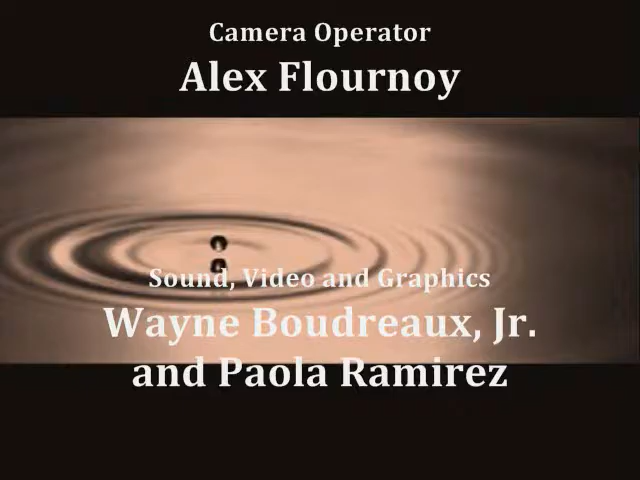 Camera Operator
Alex Flournoy
Sound, Video and Graphics
Wayne Boudreaux, Jr.
and Paola Ramirez